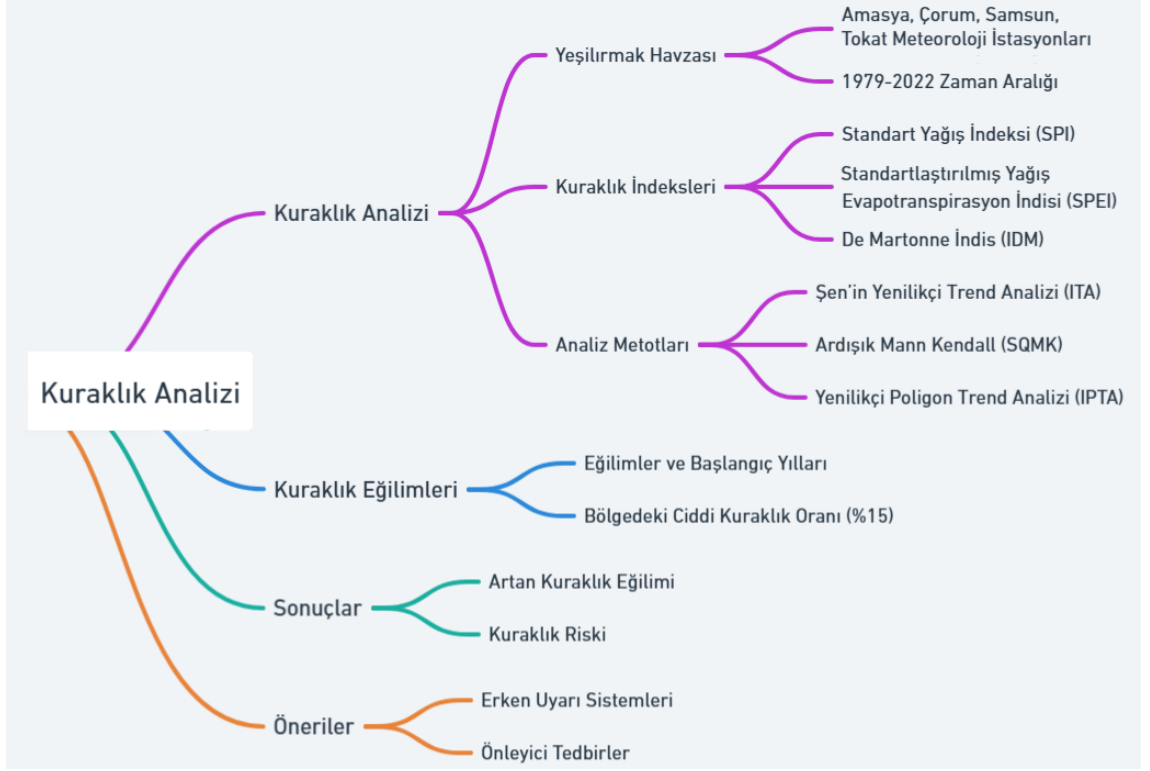 Kuraklık Analizi
Kuraklık Analizi
Yeşilırmak Havzası
Amasya, Çorum, Samsun,
Tokat Meteoroloji İstasyonları
1979-2022 Zaman Aralığı
Kuraklık İndeksleri
Standart Yağış İndeksi (SPI)
Standartlaştırılmış Yağış
Evapotranspirasyon İndisi (SPEI)
De Martonne İndis (IDM)
Analiz Metotları
Şen’in Yenilikçi Trend Analizi (ITA)
Ardışık Mann Kendall (SQMK)
Yenilikçi Poligon Trend Analizi (IPTA)
Kuraklık Eğilimleri
Eğilimler ve Başlangıç Yılları
Bölgedeki Ciddi Kuraklık Oranı (%15)
Sonuçlar
Artan Kuraklık Eğilimi
Kuraklık Riski
Öneriler
Erken Uyarı Sistemleri
Önleyici Tedbirler